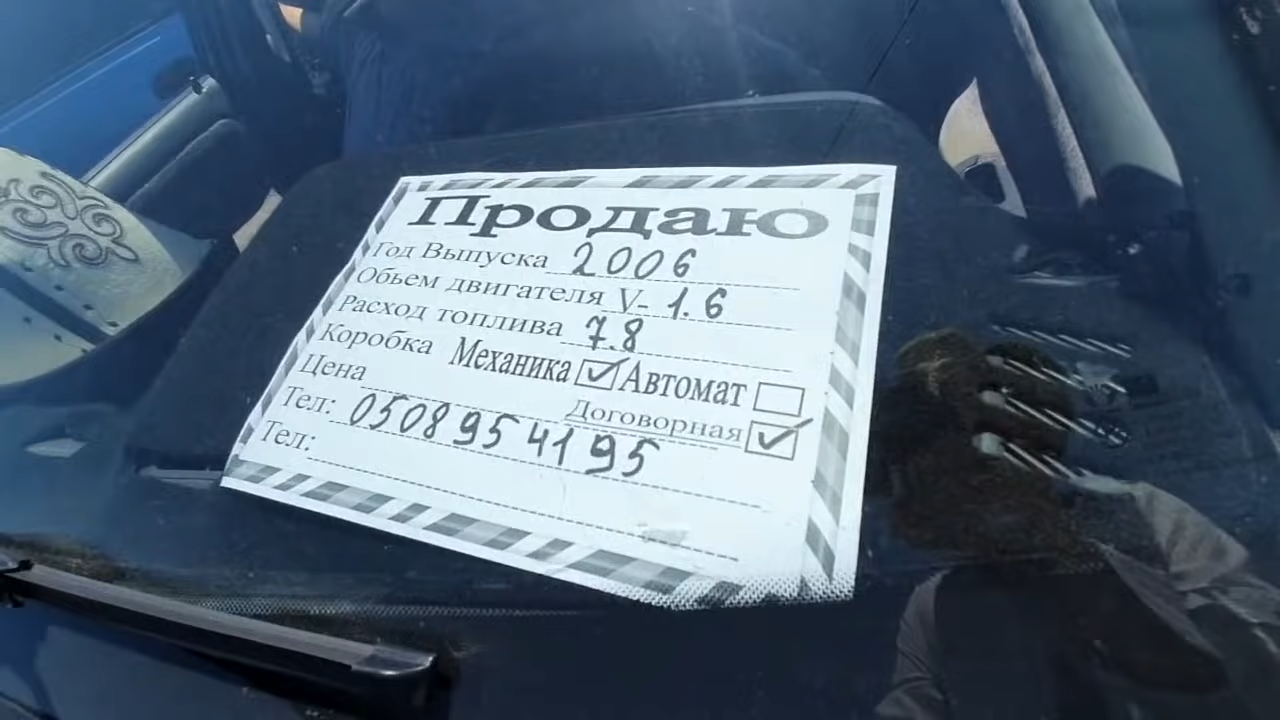 Продаю
Год Выпуска 2006
Обьем двигателя V- 1.6
Расход топлива 7.8
Коробка Механика ☑ Автомат ☐
Цена
Договорная ☑
Тел: 0508 95 41 95
Тел: